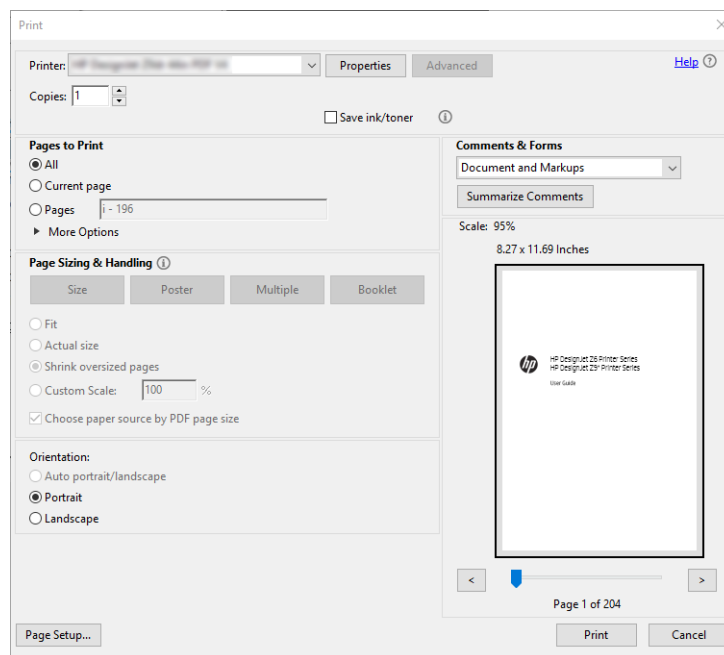 Print
Printer:
Properties
Advanced
Help
Copies: 1
Save ink/toner
Pages to Print
All
Current page
Pages i - 196
More Options
Page Sizing & Handling
Size Poster Multiple Booklet
Fit
Actual size
Shrink oversized pages
Custom Scale: 100 %
Choose paper source by PDF page size
Orientation:
Auto portrait/landscape
Portrait
Landscape
Comments & Forms
Document and Markups
Summarize Comments
Scale: 95%
8.27 x 11.69 Inches
hp
HP DesignJet Z6 Printer Series
HP DesignJet Z9+ Printer Series
User Guide
< >
Page 1 of 204
Page Setup...
Print
Cancel